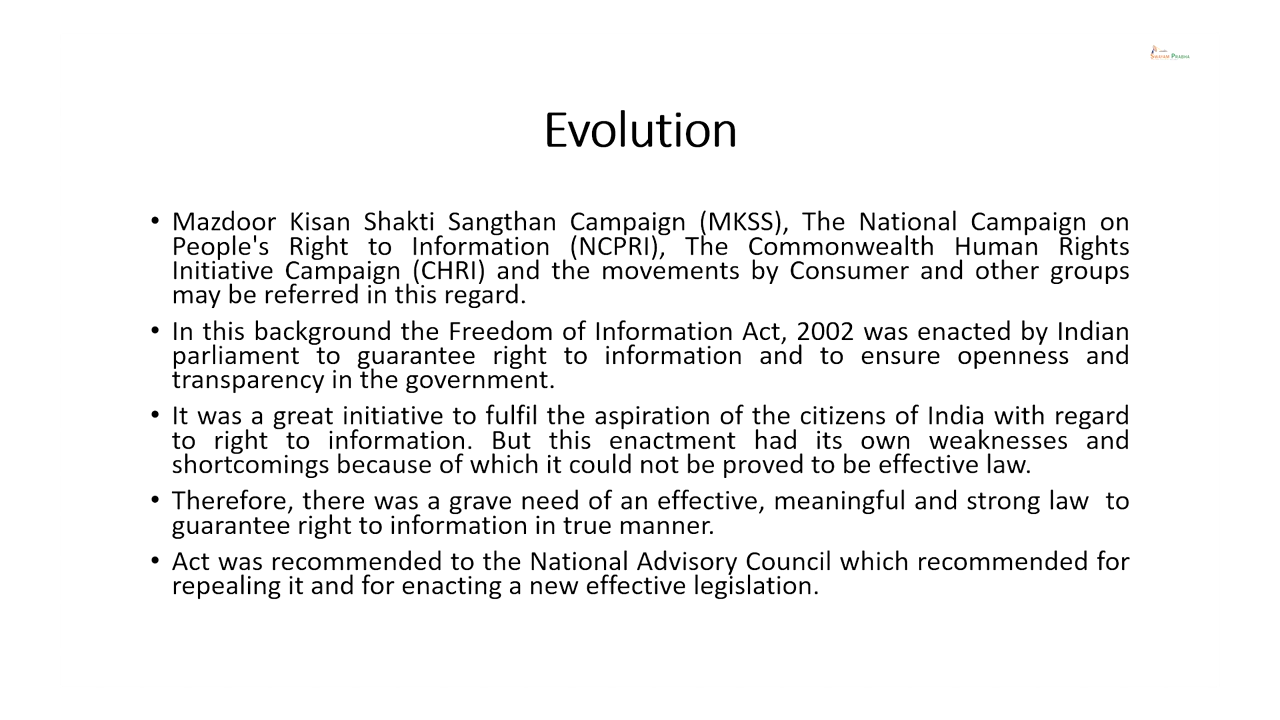 Evolution
• Mazdoor Kisan Shakti Sangthan Campaign (MKSS), The National Campaign on
People's Right to Information (NCPRI), The Commonwealth Human Rights
Initiative Campaign (CHRI) and the movements by Consumer and other groups
may be referred in this regard.
• In this background the Freedom of Information Act, 2002 was enacted by Indian
parliament to guarantee right to information and to ensure openness and
transparency in the government.
• It was a great initiative to fulfil the aspiration of the citizens of India with regard
to right to information. But this enactment had its own weaknesses and
shortcomings because of which it could not be proved to be effective law.
• Therefore, there was a grave need of an effective, meaningful and strong law to
guarantee right to information in true manner.
• Act was recommended to the National Advisory Council which recommended for
repealing it and for enacting a new effective legislation.